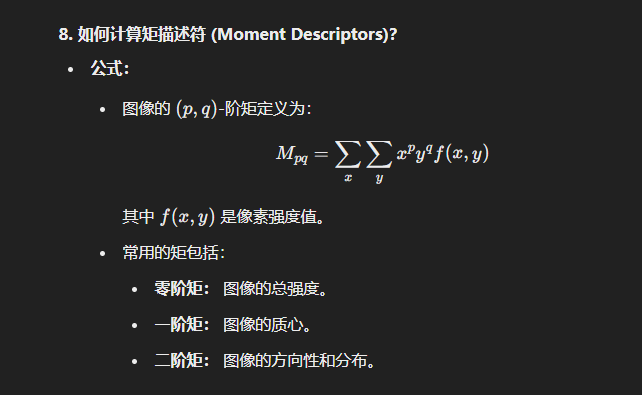 8. 如何计算矩描述符 (Moment Descriptors)?
• 公式：
• 图像的 (p, q)-阶矩定义为：
M_{pq} = \sum_x \sum_y x^p y^q f(x, y)
其中 f(x, y) 是像素强度值。
• 常用的矩包括：
• 零阶矩： 图像的总强度。
• 一阶矩： 图像的质心。
• 二阶矩： 图像的方向性和分布。